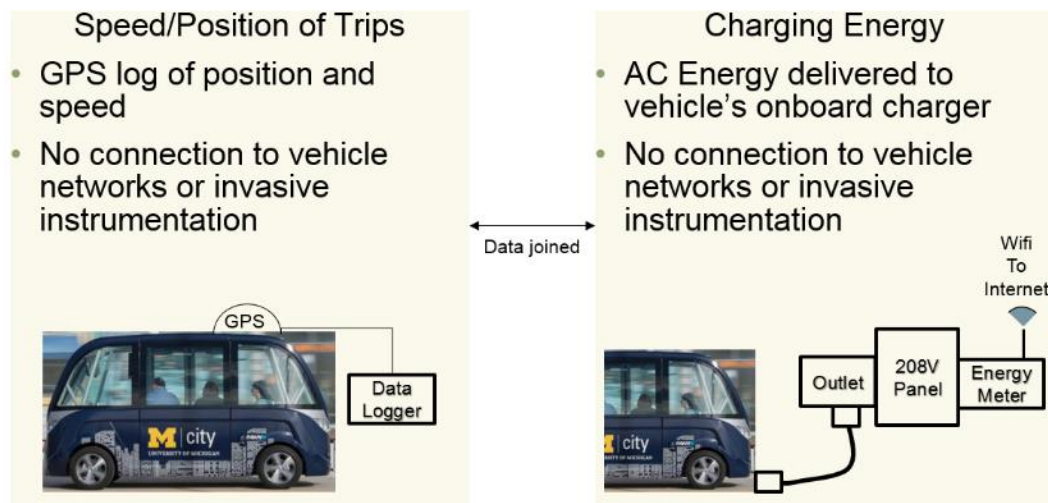 Speed/Position of Trips
• GPS log of position and
speed
• No connection to vehicle
networks or invasive
instrumentation
GPS
Data
Logger
M | city
UNIVERSITY OF MICHIGAN
Data joined
Charging Energy
• AC Energy delivered to
vehicle's onboard charger
• No connection to vehicle
networks or invasive
instrumentation
Wifi
To
Internet
Outlet
208V
Panel
Energy
Meter